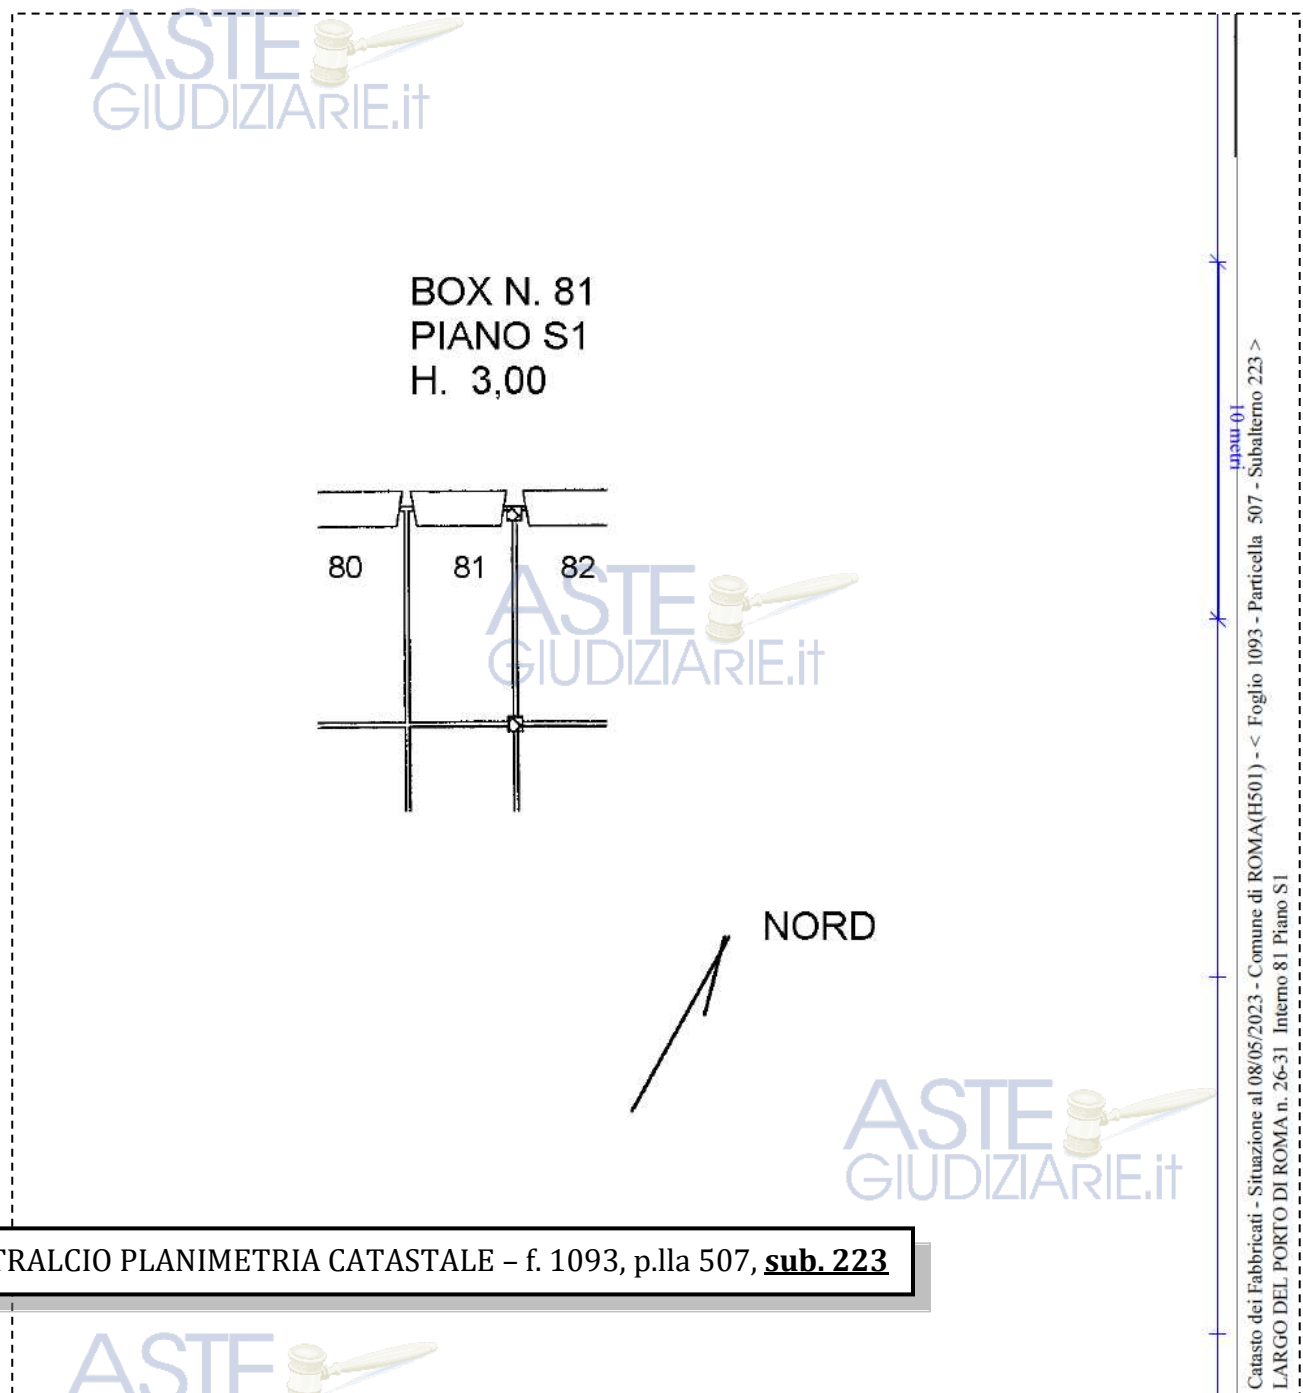 ASTE
GIUDIZIARIE.it
BOX N. 81
PIANO S1
H. 3,00
80
81
82
ASTE
GIUDIZIARIE.it
NORD
ASTE
GIUDIZIARIE.it
TRALCIO PLANIMETRIA CATASTALE – f. 1093, p.lla 507, sub. 223
ASTE
10 metri
Catasto dei Fabbricati - Situazione al 08/05/2023 - Comune di ROMA(H501) - < Foglio 1093 - Particella 507 - Subalterno 223 >
LARGO DEL PORTO DI ROMA n. 26-31 Interno 81 Piano S1